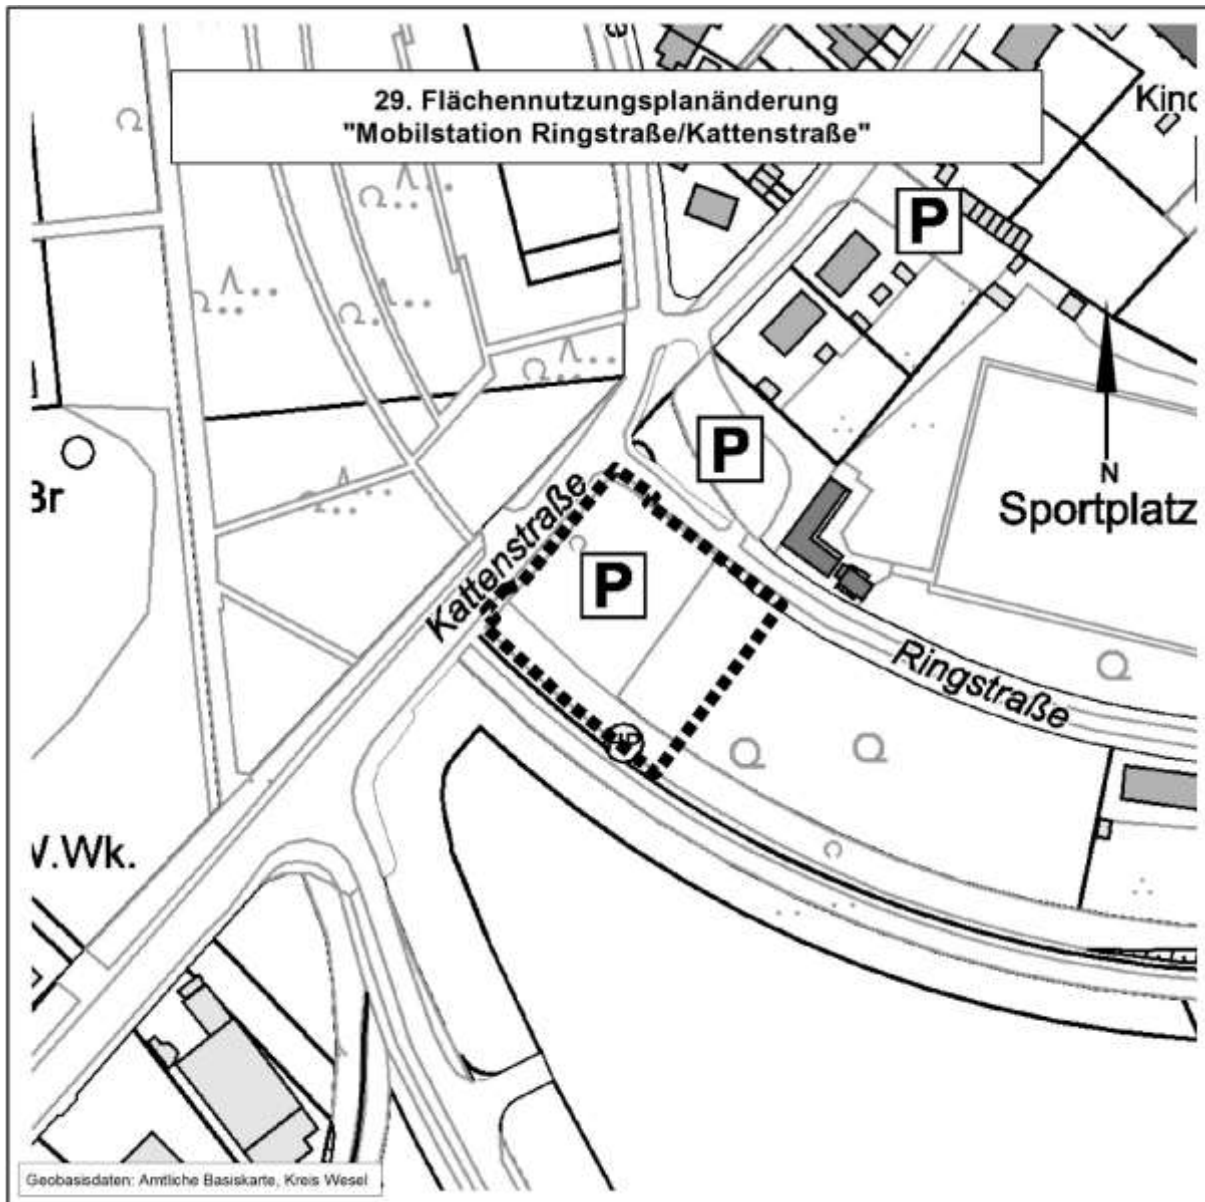 29. Flächennutzungsplanänderung
"Mobilstation Ringstraße/Kattenstraße"
Kind
P
P
N
Sportplatz
Kattenstraße
P
Ringstraße
Br
W.Wk.
Geobasisdaten: Amtliche Basiskarte, Kreis Wesel